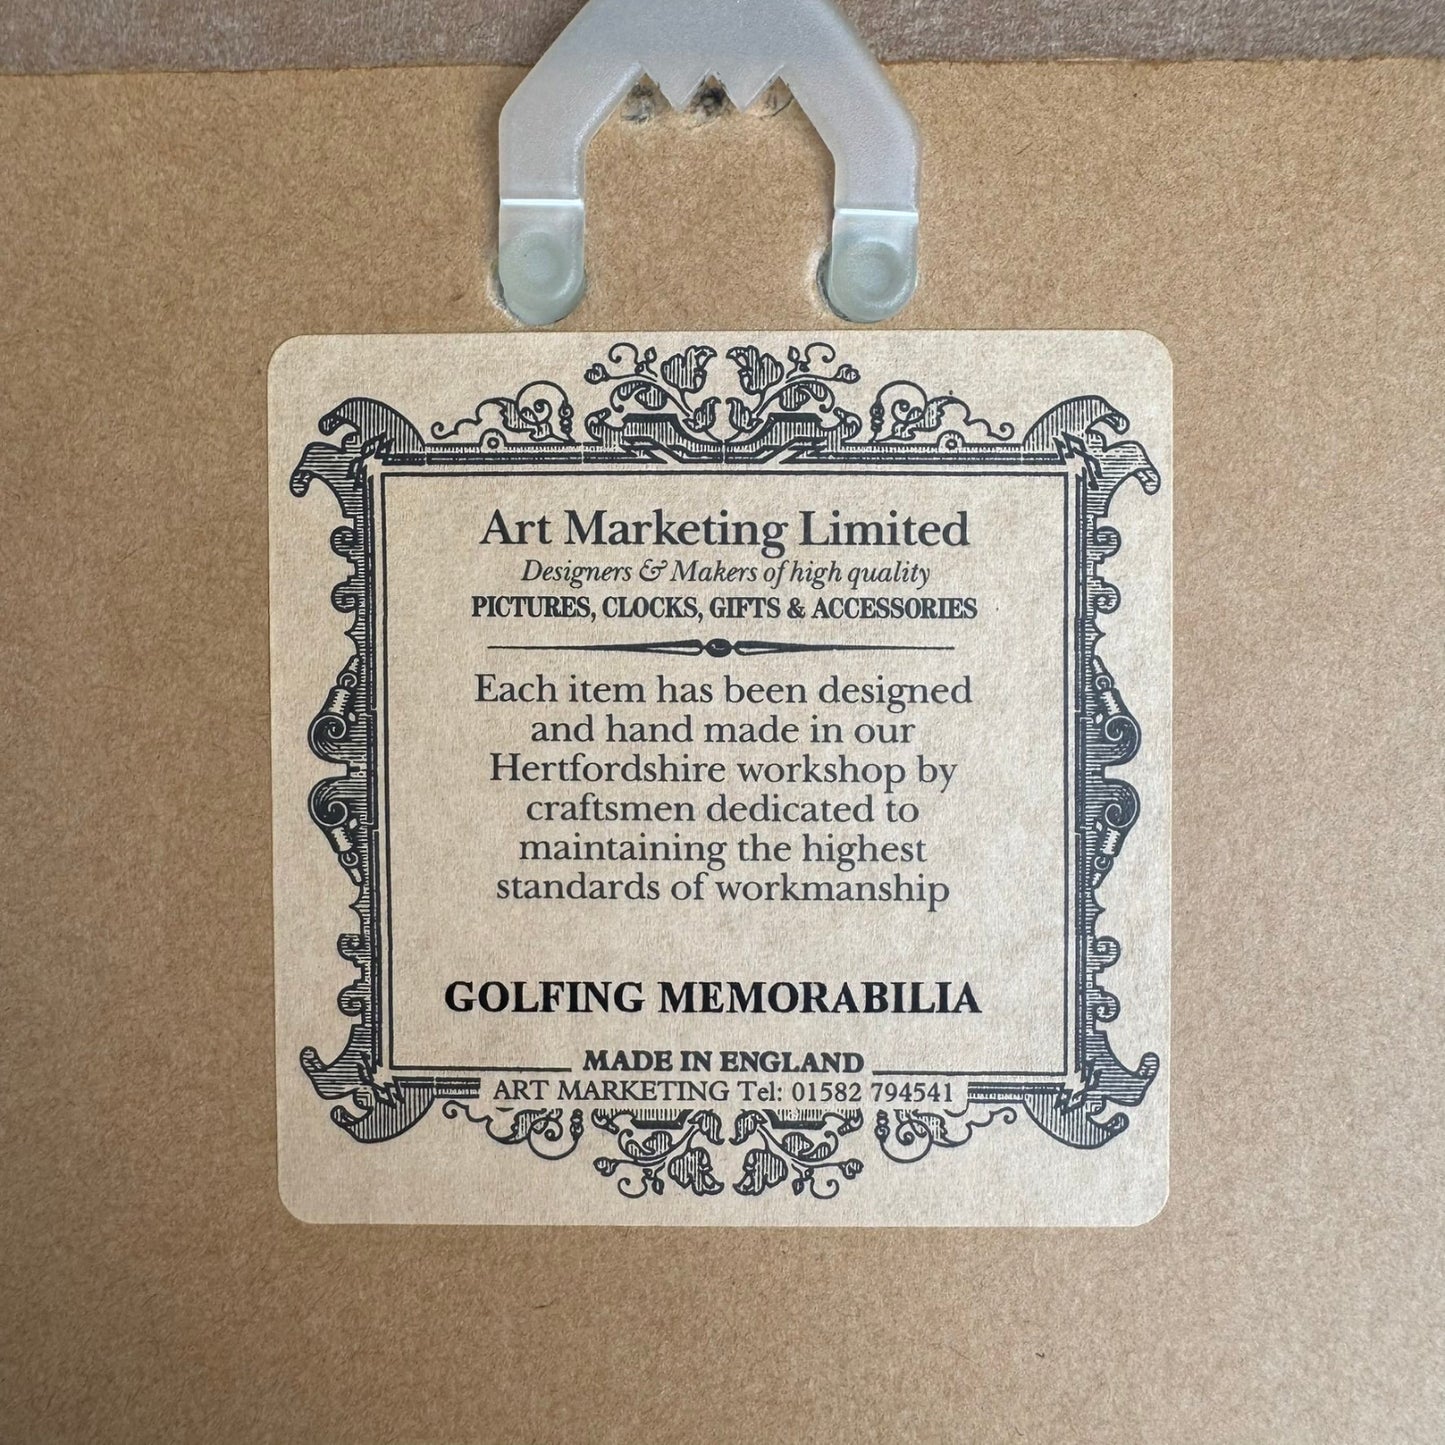 Art Marketing Limited
Designers & Makers of high quality
PICTURES, CLOCKS, GIFTS & ACCESSORIES
Each item has been designed
and hand made in our
Hertfordshire workshop by
craftsmen dedicated to
maintaining the highest
standards of workmanship
GOLFING MEMORABILIA
MADE IN ENGLAND
ART MARKETING Tel: 01582 794541